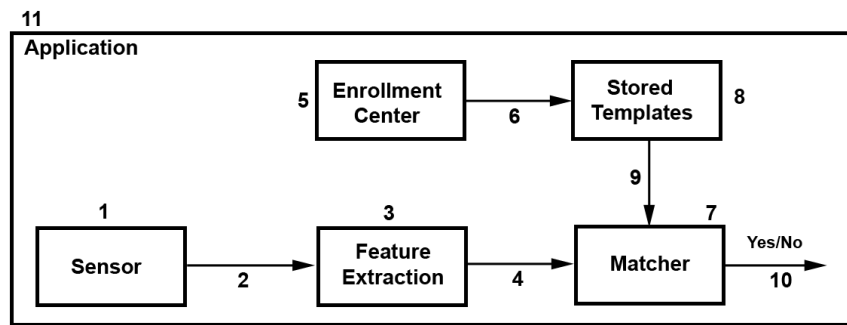 11
Application
5
Enrollment
Center
6
Stored
Templates
8
9
1
Sensor
2
3
Feature
Extraction
4
7
Matcher
Yes/No
10